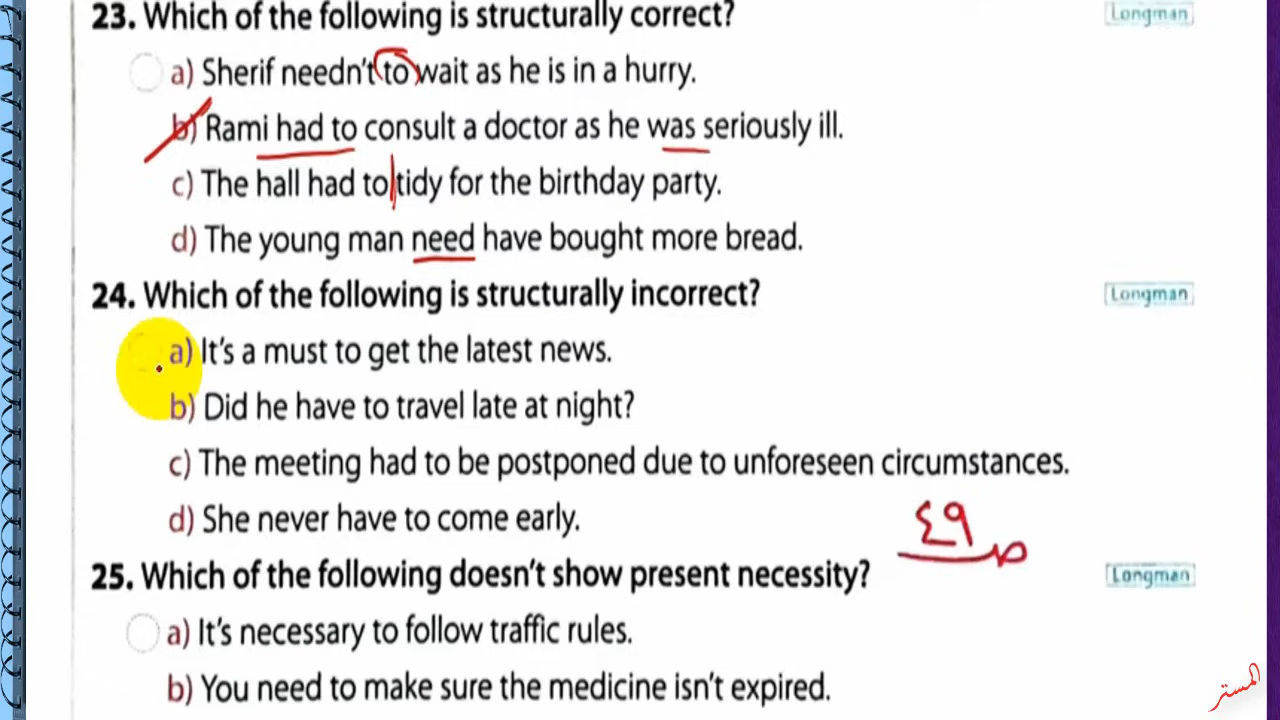 23. Which of the following is structurally correct?
Longman
a) Sherif needn't to wait as he is in a hurry.
b) Rami had to consult a doctor as he was seriously ill.
c) The hall had to tidy for the birthday party.
d) The young man need have bought more bread.
24. Which of the following is structurally incorrect?
Longman
a) It's a must to get the latest news.
b) Did he have to travel late at night?
c) The meeting had to be postponed due to unforeseen circumstances.
d) She never have to come early.
ص ٤٩
25. Which of the following doesn't show present necessity?
Longman
a) It's necessary to follow traffic rules.
b) You need to make sure the medicine isn't expired.
المستر